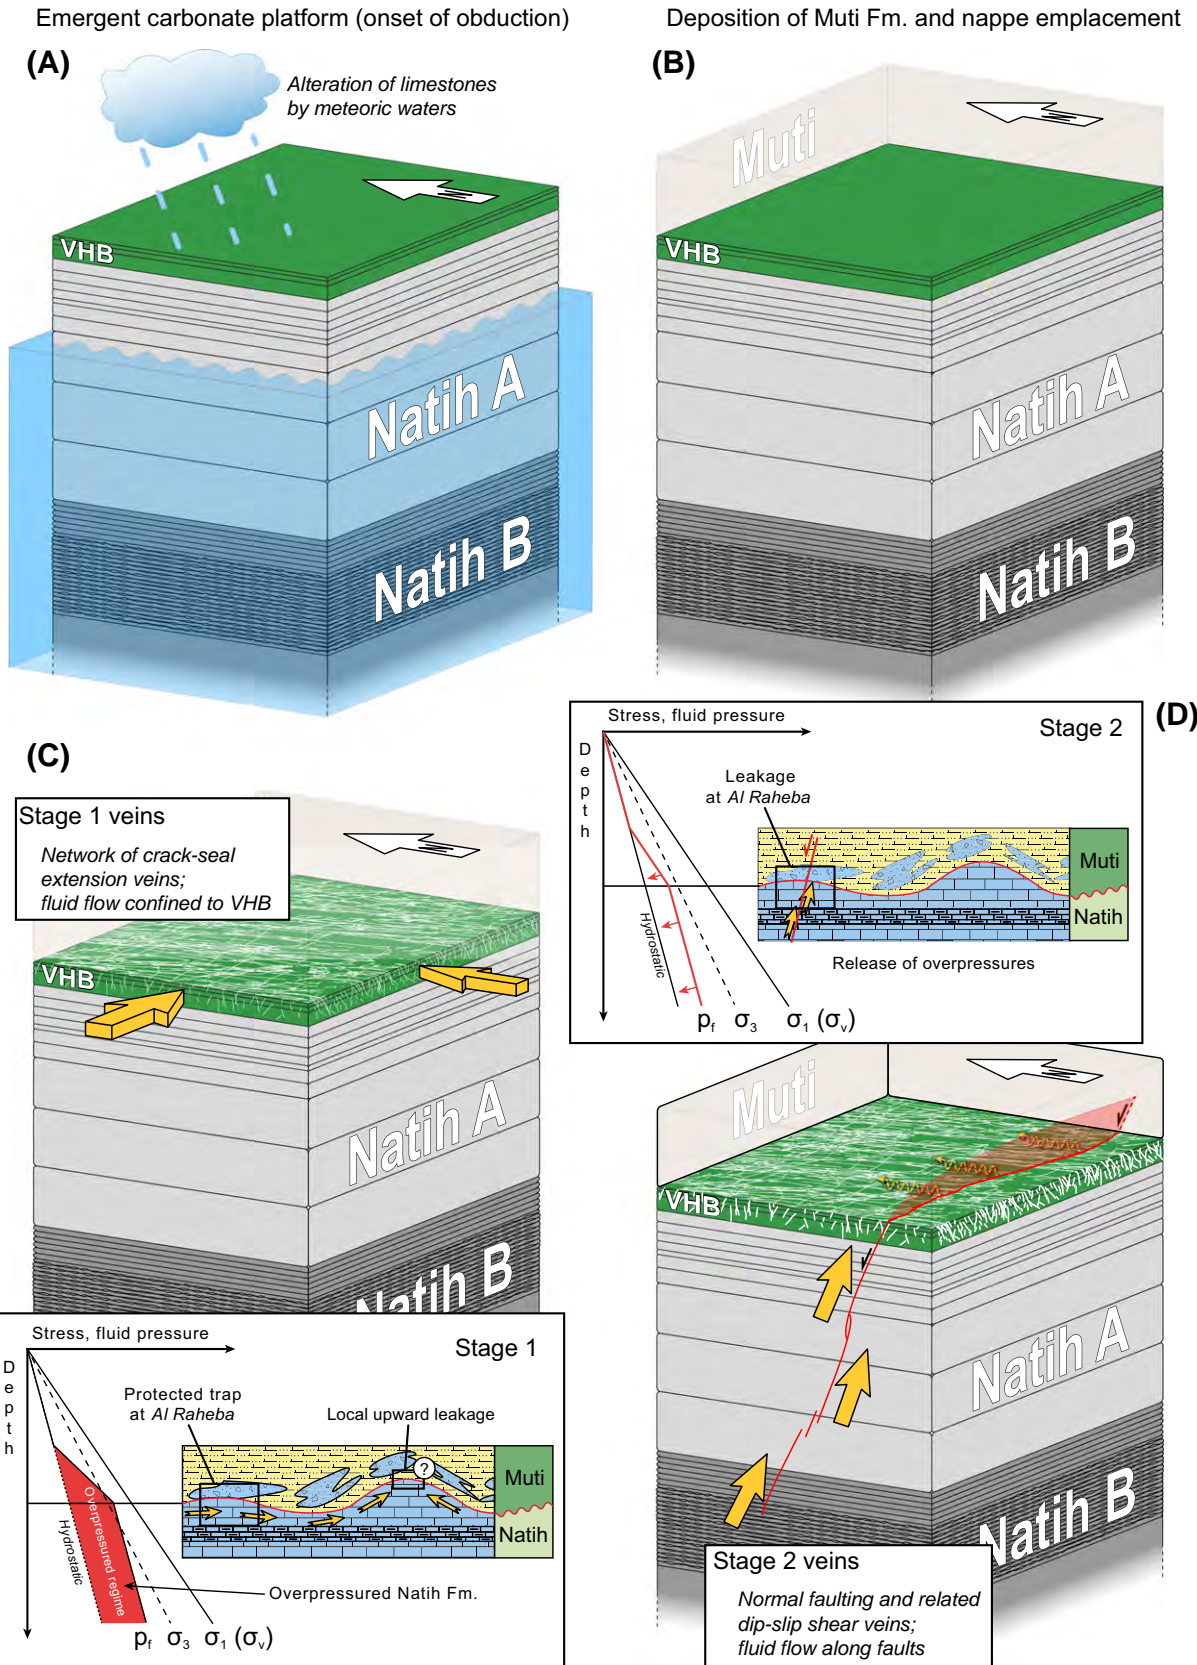 Emergent carbonate platform (onset of obduction)
Deposition of Muti Fm. and nappe emplacement
(A)
Alteration of limestones
by meteoric waters
N
VHB
Natih A
Natih B
(B)
Muti
N
VHB
Natih A
Natih B
(C)
Stage 1 veins
Network of crack-seal
extension veins;
fluid flow confined to VHB
N
VHB
Natih A
Natih B
Stress, fluid pressure
Stage 1
Depth
Protected trap
at Al Raheba
Local upward leakage
?
Muti
Natih
Hydrostatic
Overpressured regime
Overpressured Natih Fm.
pf σ3 σ1 (σv)
(D)
Stress, fluid pressure
Stage 2
Depth
Leakage
at Al Raheba
Muti
Natih
Hydrostatic
Release of overpressures
pf σ3 σ1 (σv)
Muti
N
VHB
Natih A
Natih B
Stage 2 veins
Normal faulting and related
dip-slip shear veins;
fluid flow along faults